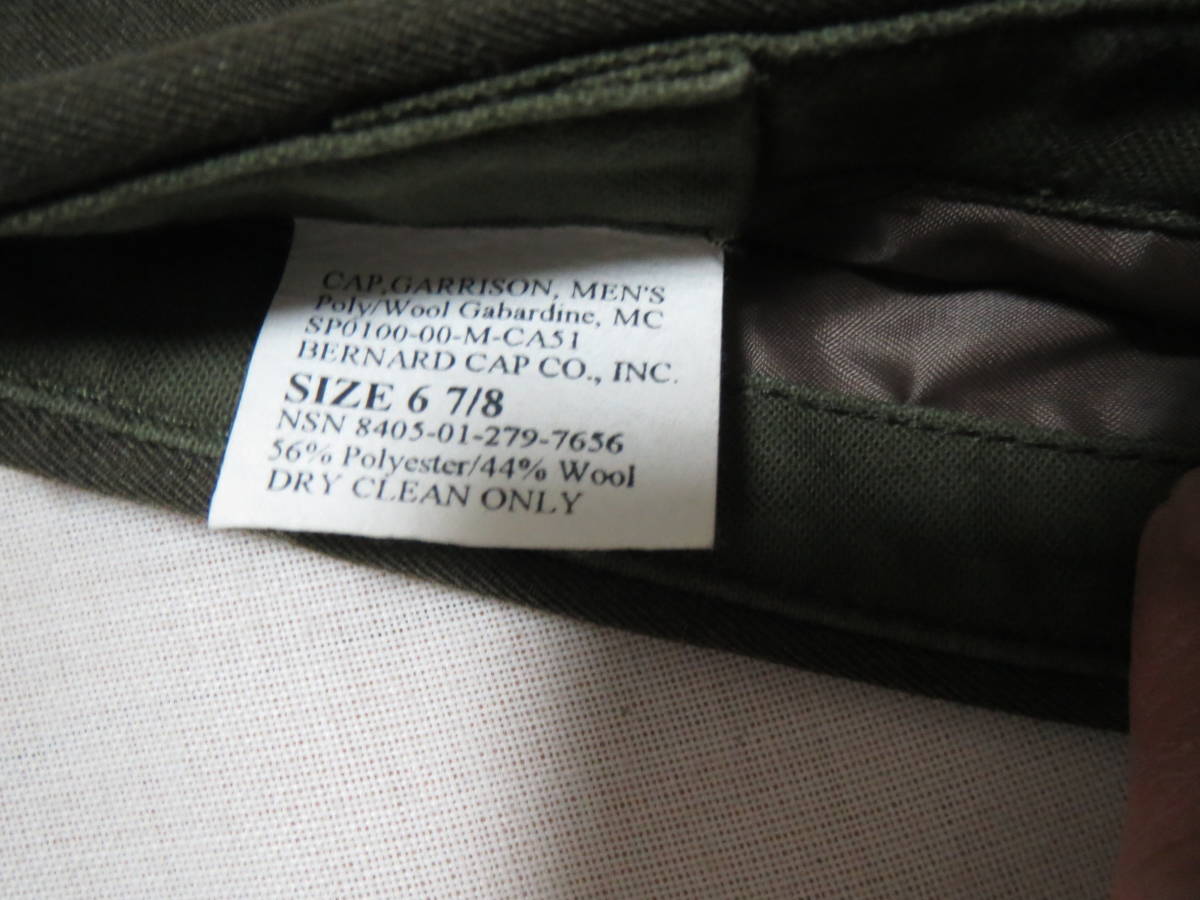 CAP,GARRISON, MEN'S
Poly/Wool Gabardine, MC
SP0100-00-M-CA51
BERNARD CAP CO., INC.
SIZE 6 7/8
NSN 8405-01-279-7656
56% Polyester/44% Wool
DRY CLEAN ONLY